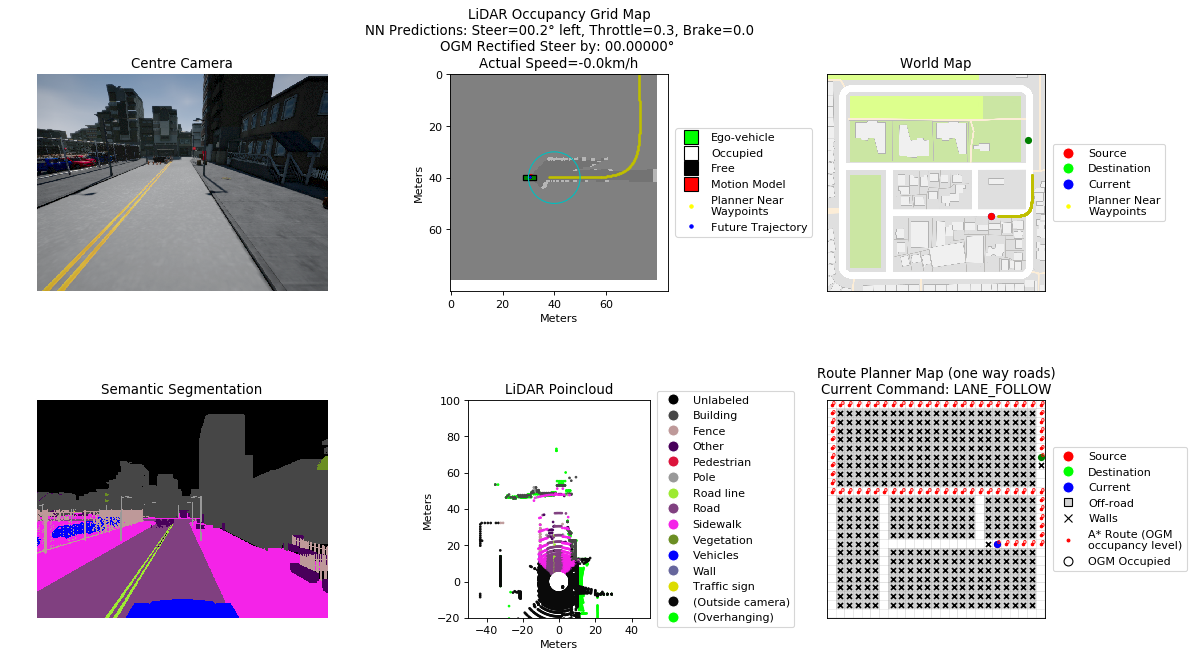 LiDAR Occupancy Grid Map
NN Predictions: Steer=00.2° left, Throttle=0.3, Brake=0.0
OGM Rectified Steer by: 00.00000°
Actual Speed=-0.0km/h
Centre Camera
World Map
0
20
40
60
Meters
0
20
40
60
Meters
Ego-vehicle
Occupied
Free
Motion Model
Planner Near
Waypoints
Future Trajectory
Source
Destination
Current
Planner Near
Waypoints
Semantic Segmentation
LiDAR Poincloud
Route Planner Map (one way roads)
Current Command: LANE_FOLLOW
100
80
60
40
20
0
−20
Meters
−40
−20
0
20
40
Meters
Unlabeled
Building
Fence
Other
Pedestrian
Pole
Road line
Road
Sidewalk
Vegetation
Vehicles
Wall
Traffic sign
(Outside camera)
(Overhanging)
Source
Destination
Current
Off-road
Walls
A* Route (OGM
occupancy level)
OGM Occupied